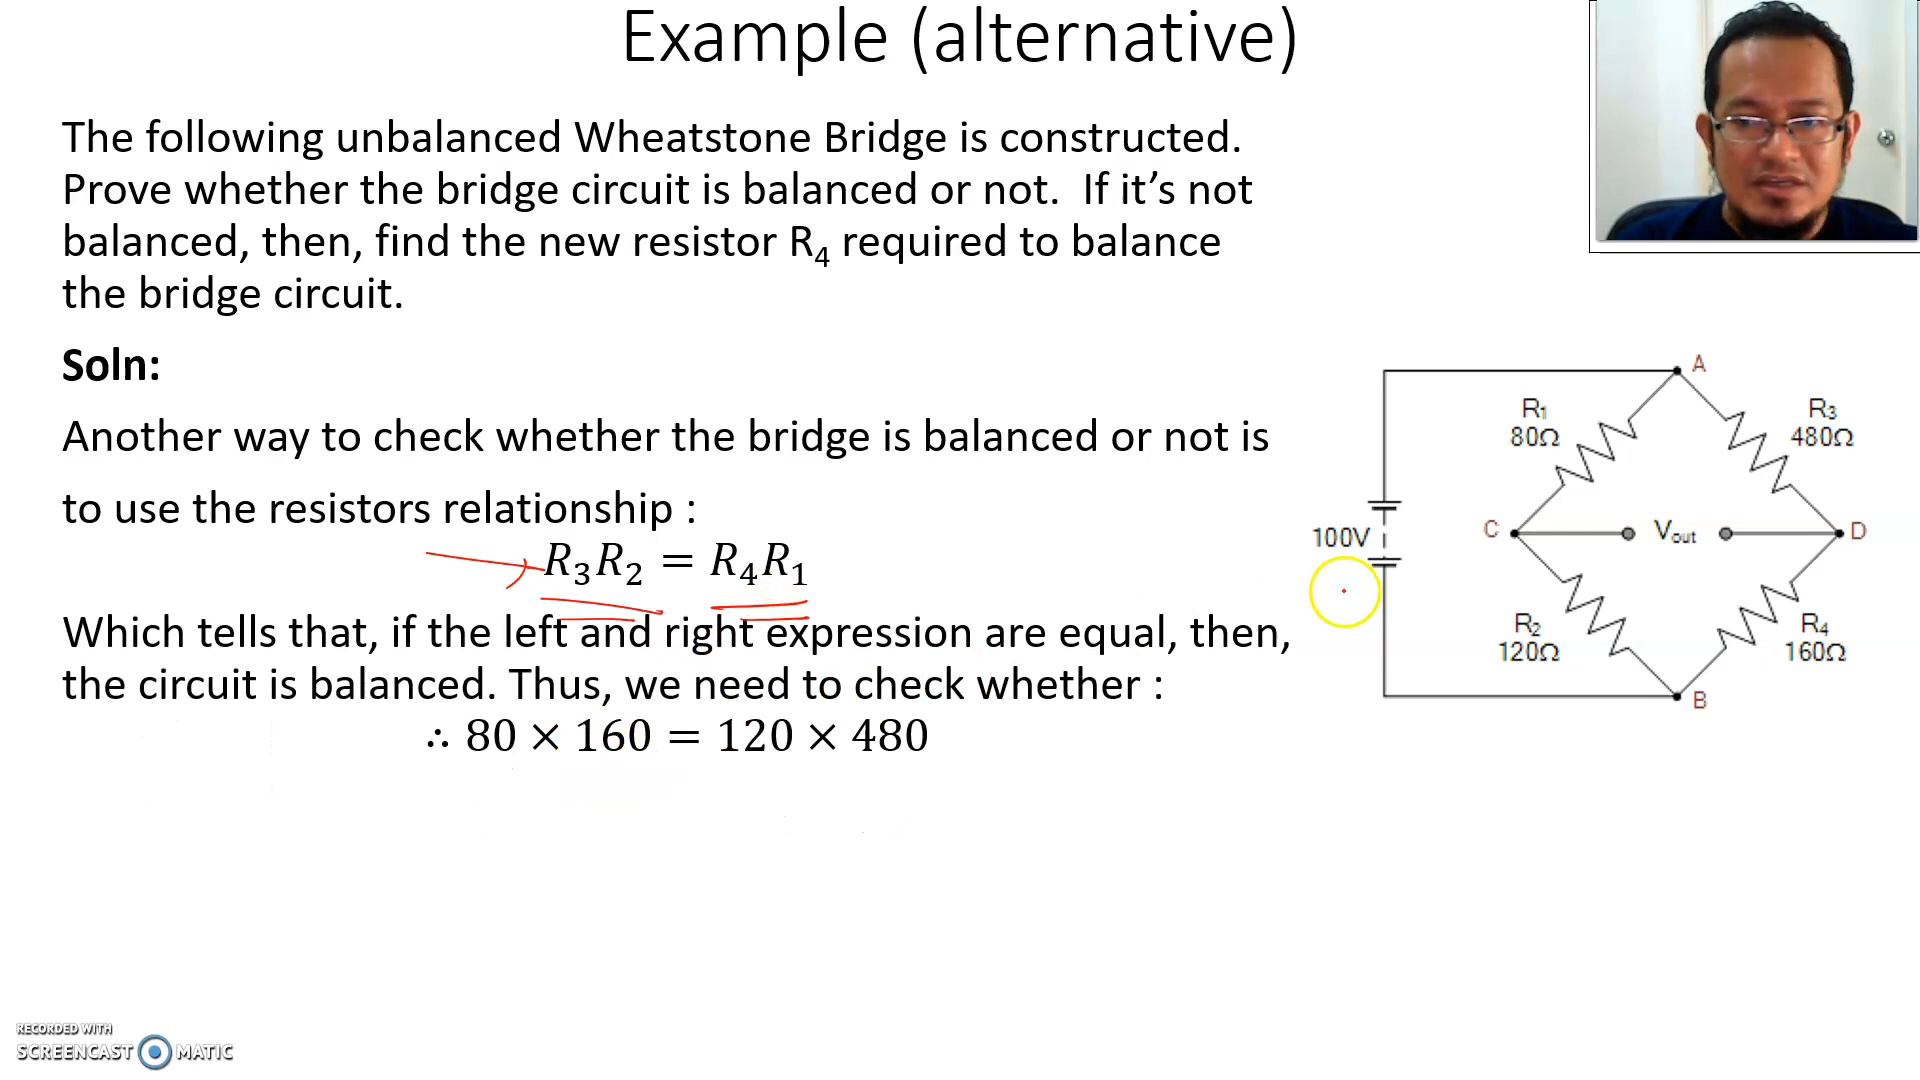 Example (alternative)
The following unbalanced Wheatstone Bridge is constructed.
Prove whether the bridge circuit is balanced or not. If it’s not
balanced, then, find the new resistor R₄ required to balance
the bridge circuit.
Soln:
Another way to check whether the bridge is balanced or not is
to use the resistors relationship :
R₃R₂ = R₄R₁
Which tells that, if the left and right expression are equal, then,
the circuit is balanced. Thus, we need to check whether :
∴ 80 × 160 = 120 × 480
A
R₁
80Ω
R₃
480Ω
100V
C
Vout
D
R₂
120Ω
R₄
160Ω
B
RECORDED WITH
SCREENCAST MATIC